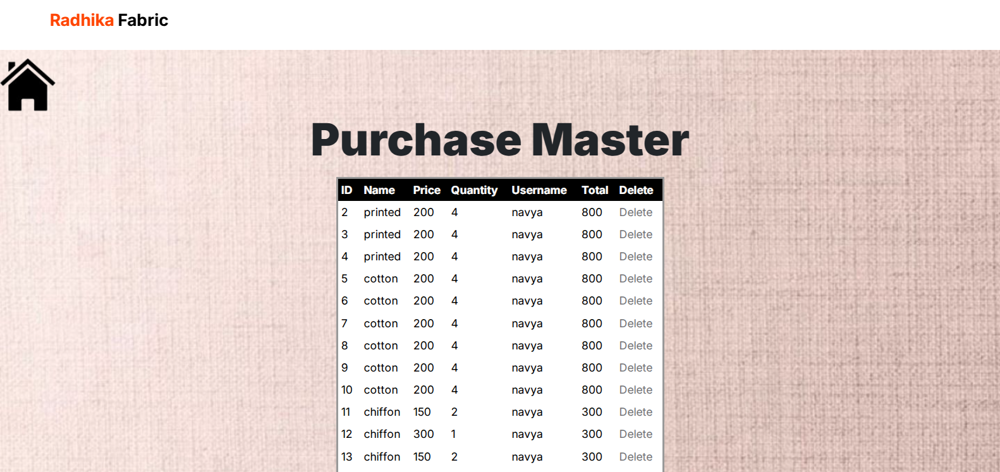 Radhika Fabric
Purchase Master
ID Name Price Quantity Username Total Delete
2 printed 200 4 navya 800 Delete
3 printed 200 4 navya 800 Delete
4 printed 200 4 navya 800 Delete
5 cotton 200 4 navya 800 Delete
6 cotton 200 4 navya 800 Delete
7 cotton 200 4 navya 800 Delete
8 cotton 200 4 navya 800 Delete
9 cotton 200 4 navya 800 Delete
10 cotton 200 4 navya 800 Delete
11 chiffon 150 2 navya 300 Delete
12 chiffon 300 1 navya 300 Delete
13 chiffon 150 2 navya 300 Delete